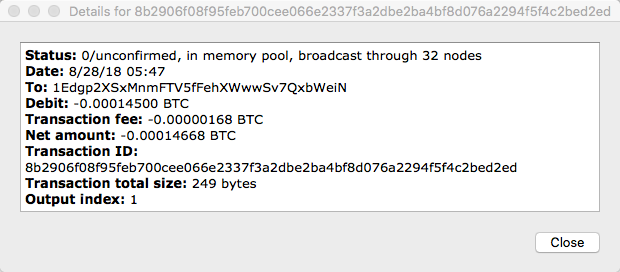 Details for 8b2906f08f95feb700cee066e2337f3a2dbe2ba4bf8d076a2294f5f4c2bed2ed
Status: 0/unconfirmed, in memory pool, broadcast through 32 nodes
Date: 8/28/18 05:47
To: 1Edgp2XSxMnmFTV5fFehXWwwSv7QxbWeiN
Debit: -0.00014500 BTC
Transaction fee: -0.00000168 BTC
Net amount: -0.00014668 BTC
Transaction ID:
8b2906f08f95feb700cee066e2337f3a2dbe2ba4bf8d076a2294f5f4c2bed2ed
Transaction total size: 249 bytes
Output index: 1
Close